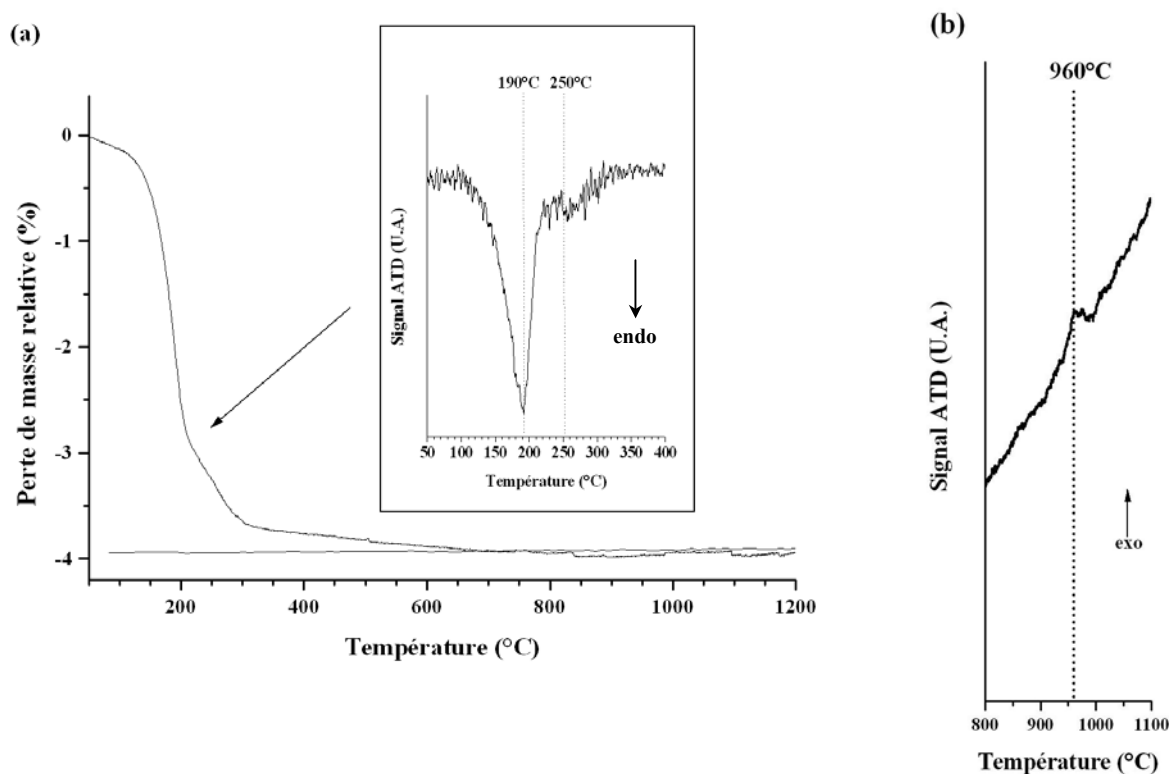 (a)
Perte de masse relative (%)
0
-1
-2
-3
-4
200 400 600 800 1000 1200
Température (°C)
190°C 250°C
Signal ATD (U.A.)
endo
50 100 150 200 250 300 350 400
Température (°C)
(b)
960°C
Signal ATD (U.A.)
exo
800 900 1000 1100
Température (°C)